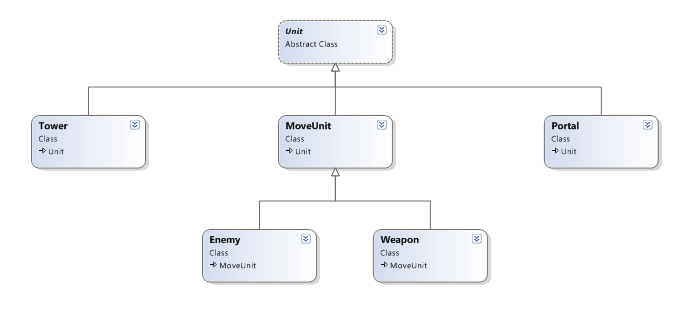 Unit
Abstract Class
Tower
Class
Unit
MoveUnit
Class
Unit
Portal
Class
Unit
Enemy
Class
MoveUnit
Weapon
Class
MoveUnit